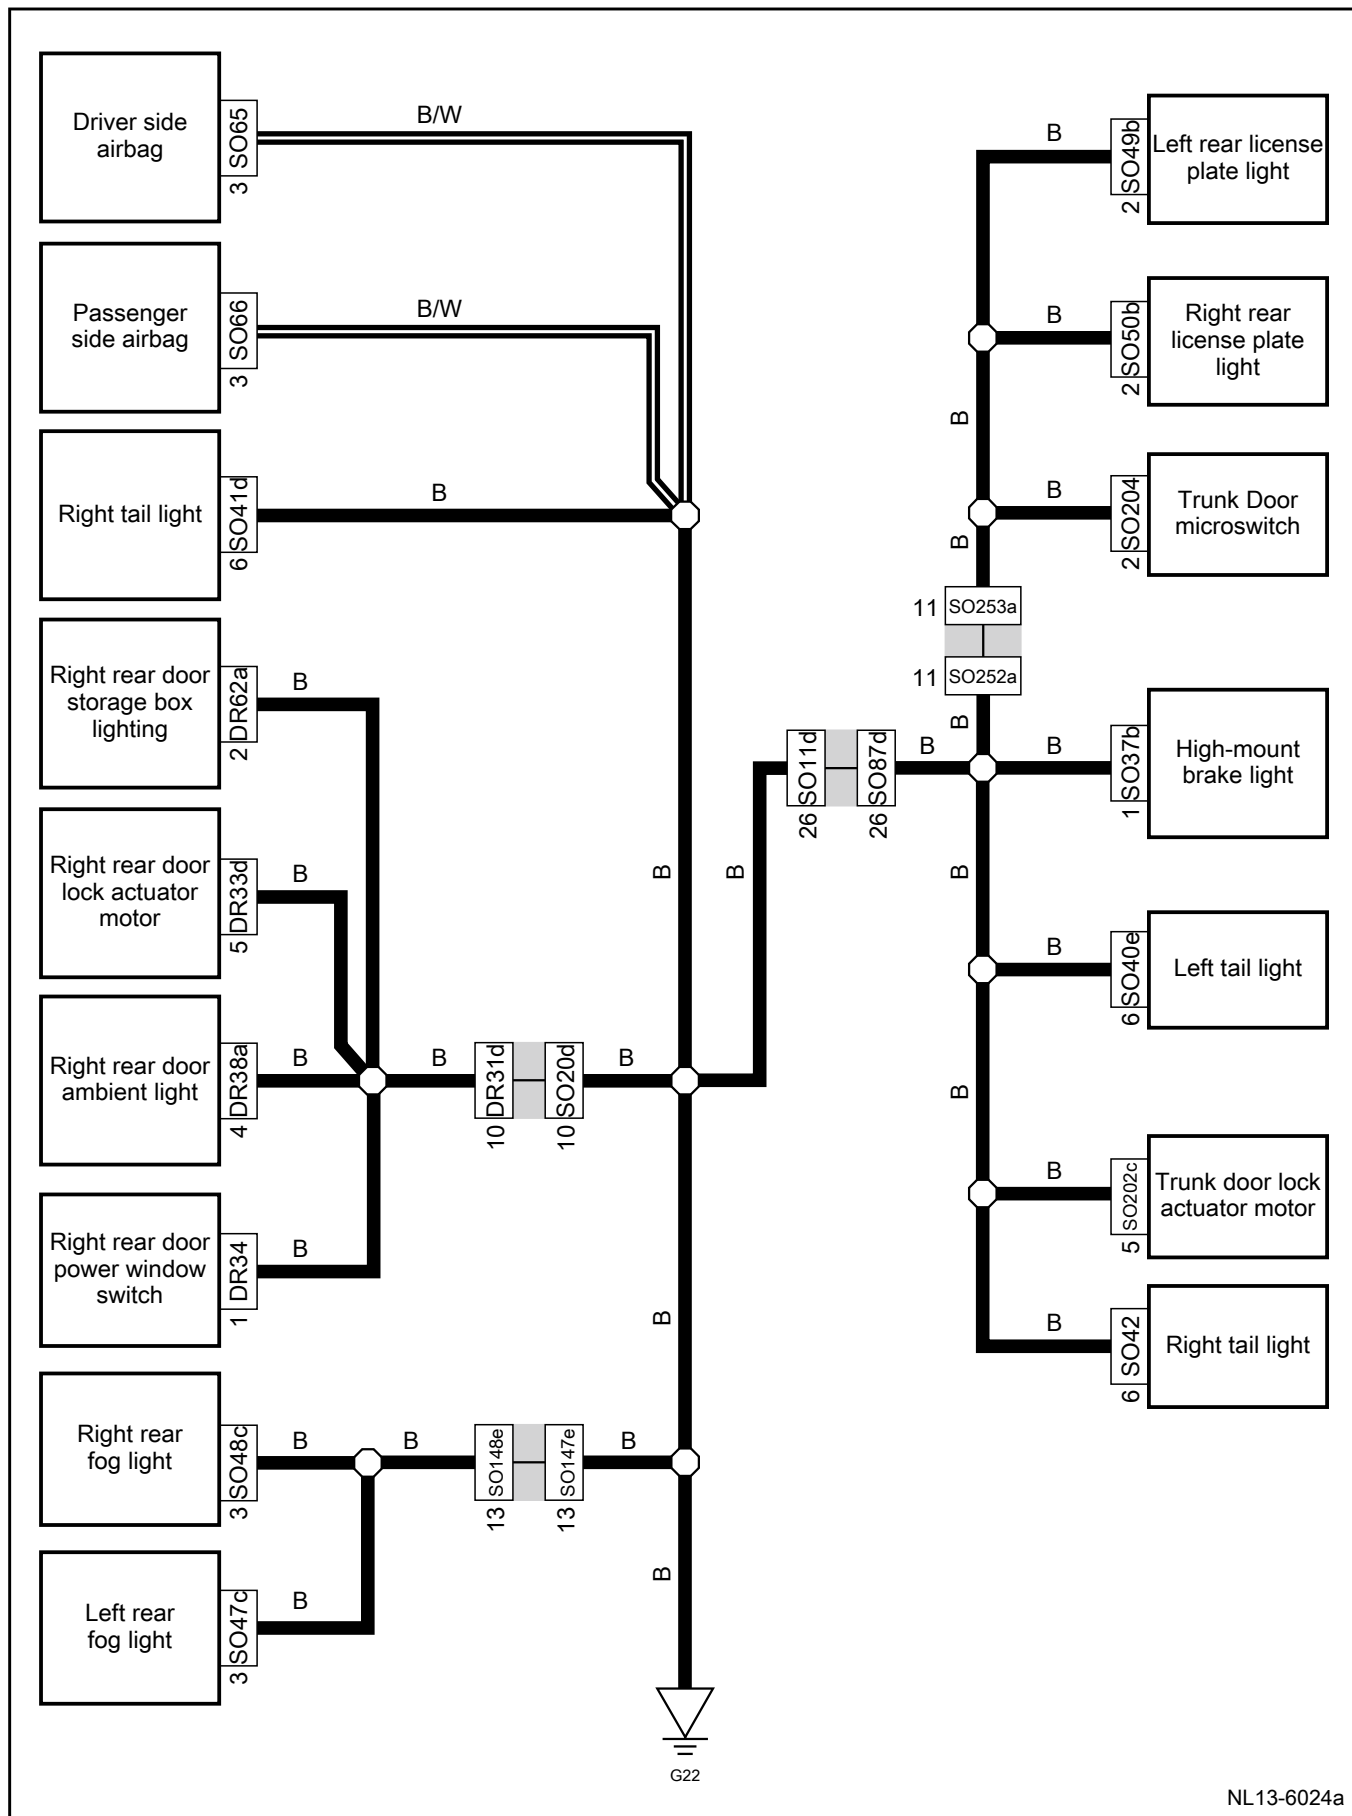 Driver side
airbag
3 SO65
B/W
Passenger
side airbag
3 SO66
B/W
Right tail light
6 SO41d
B
Right rear door
storage box
lighting
2 DR62a
B
Right rear door
lock actuator
motor
5 DR33d
B
Right rear door
ambient light
4 DR38a
B
B
10 DR31d
10 SO20d
B
Right rear door
power window
switch
1 DR34
B
Right rear
fog light
3 SO48c
B
B
13 SO148e
13 SO147e
B
Left rear
fog light
3 SO47c
B
B
B
B
B
G22
26 SO11d
26 SO87d
B
B
B
B
11 SO253a
11 SO252a
B
B
B
B
2 SO49b
Left rear license
plate light
B
2 SO50b
Right rear
license plate
light
B
2 SO204
Trunk Door
microswitch
B
1 SO37b
High-mount
brake light
B
6 SO40e
Left tail light
B
5 SO202c
Trunk door lock
actuator motor
B
6 SO42
Right tail light
NL13-6024a